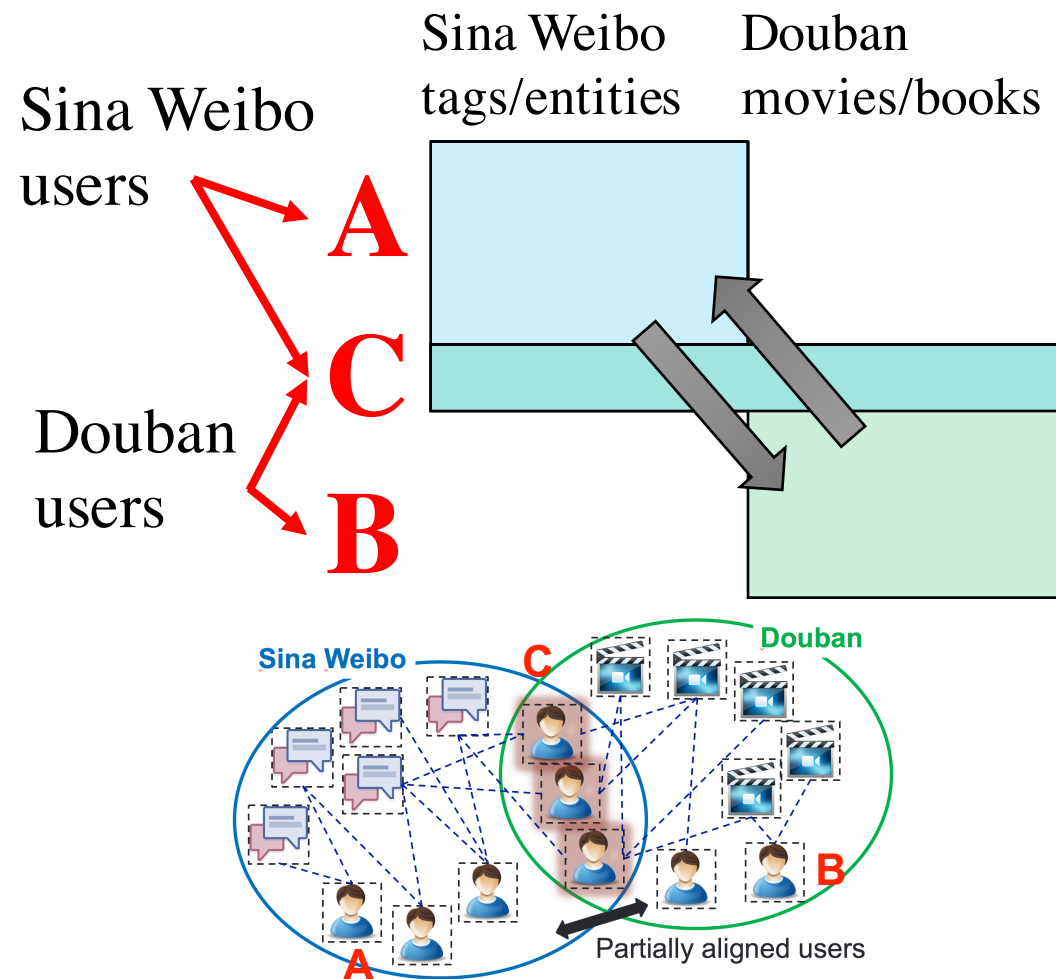 Sina Weibo
tags/entities
Douban
movies/books
Sina Weibo
users
A
C
Douban
users
B
Sina Weibo
C
Douban
B
A
Partially aligned users